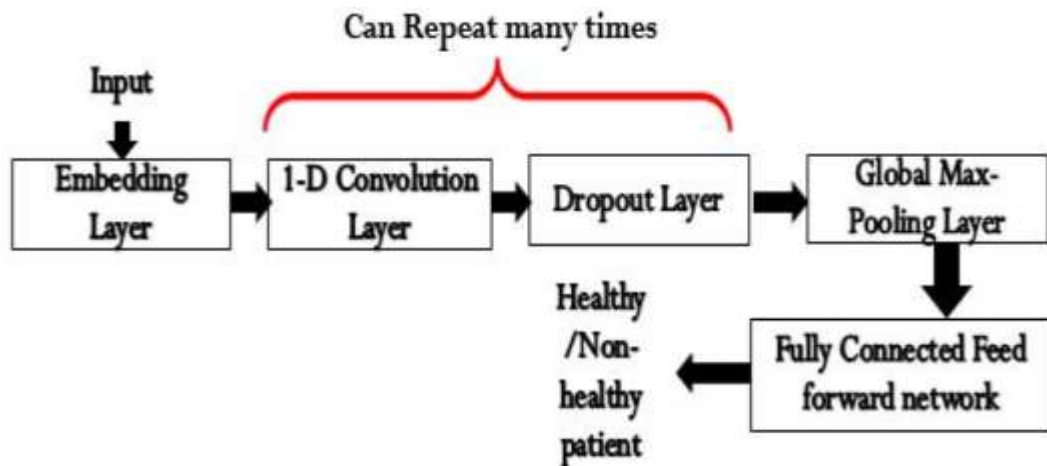 Can Repeat many times
Input
Embedding
Layer
1-D Convolution
Layer
Dropout Layer
Global Max-
Pooling Layer
Fully Connected Feed
forward network
Healthy
/Non-
healthy
patient